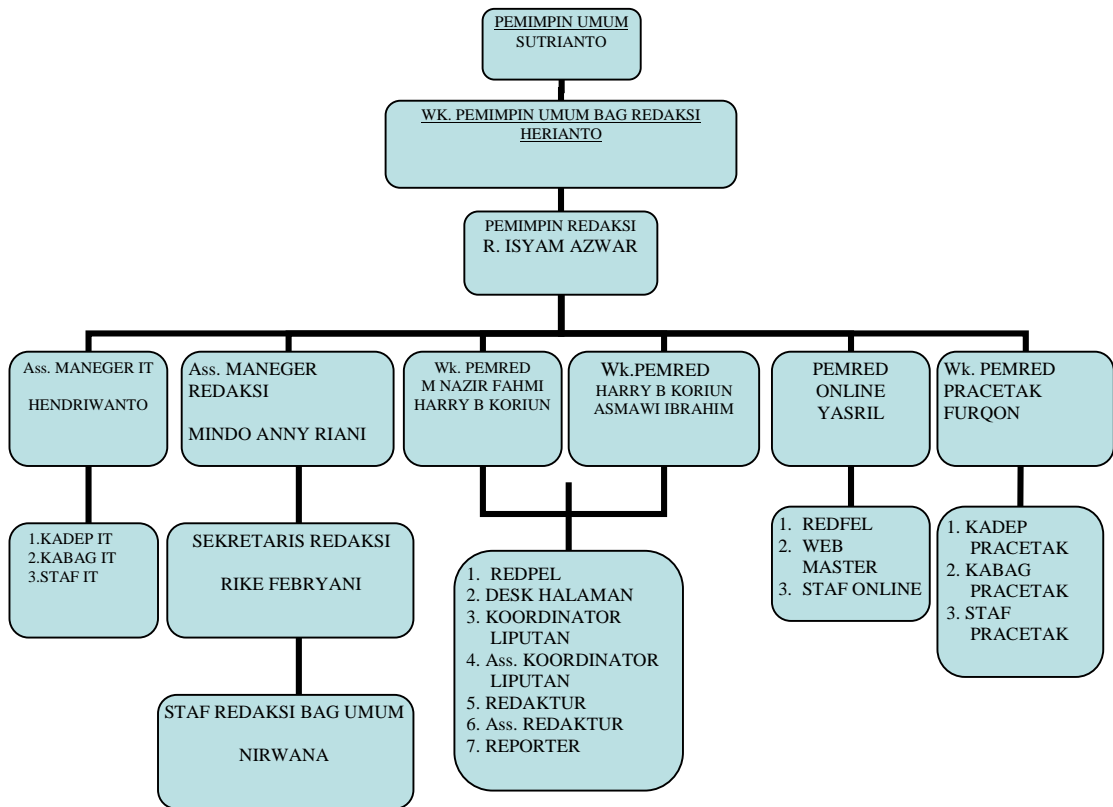 PEMIMPIN UMUM
SUTRIANTO
WK. PEMIMPIN UMUM BAG REDAKSI
HERIANTO
PEMIMPIN REDAKSI
R. ISYAM AZWAR
Ass. MANEGER IT
HENDRIWANTO
Ass. MANEGER
REDAKSI
MINDO ANNY RIANI
Wk. PEMRED
M NAZIR FAHMI
HARRY B KORIUN
Wk.PEMRED
HARRY B KORIUN
ASMAWI IBRAHIM
PEMRED
ONLINE
YASRIL
Wk. PEMRED
PRACETAK
FURQON
1.KADEP IT
2.KABAG IT
3.STAF IT
SEKRETARIS REDAKSI
RIKE FEBRYANI
1. REDPEL
2. DESK HALAMAN
3. KOORDINATOR
LIPUTAN
4. Ass. KOORDINATOR
LIPUTAN
5. REDAKTUR
6. Ass. REDAKTUR
7. REPORTER
1. REDFEL
2. WEB
MASTER
3. STAF ONLINE
1. KADEP
PRACETAK
2. KABAG
PRACETAK
3. STAF
PRACETAK
STAF REDAKSI BAG UMUM
NIRWANA